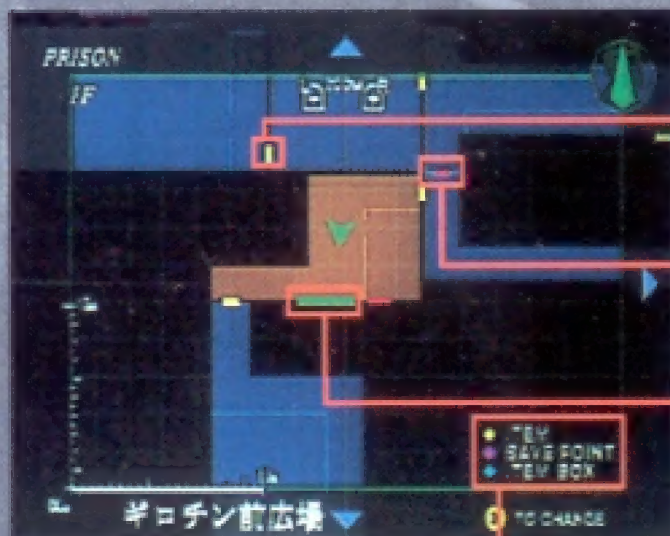 PRISON
1F
ITEM
SAVE POINT
ITEM BOX
ギロチン前広場
TO CHANGE